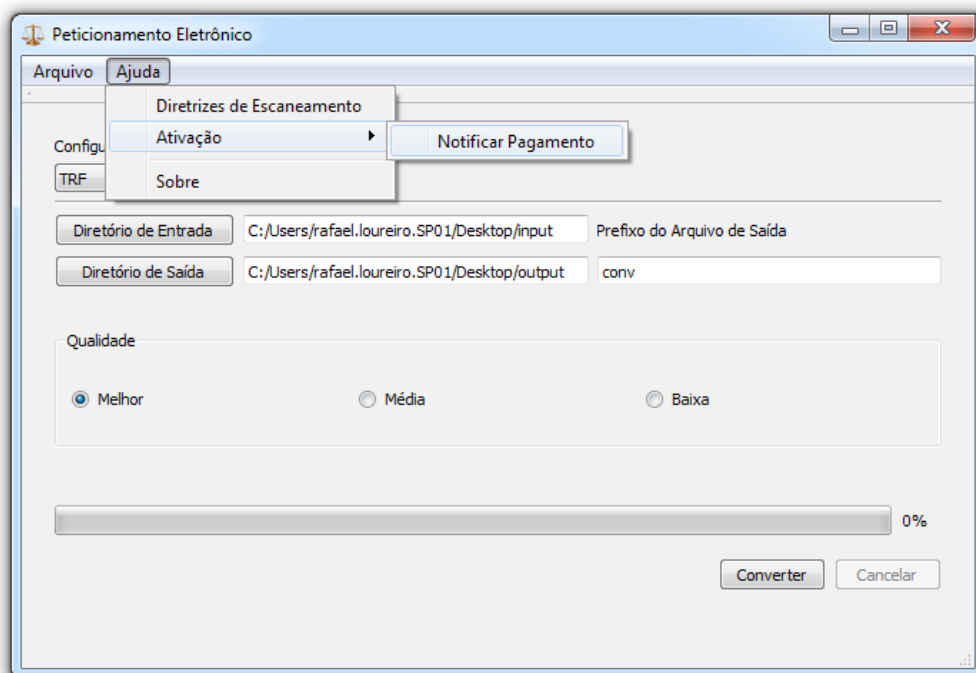 Peticionamento Eletrônico
Arquivo Ajuda
Diretrizes de Escaneamento
Ativação
Notificar Pagamento
Sobre
Configu
TRF
Diretório de Entrada C:/Users/rafael.loureiro.SP01/Desktop/input Prefixo do Arquivo de Saída
Diretório de Saída C:/Users/rafael.loureiro.SP01/Desktop/output conv
Qualidade
Melhor Média Baixa
0%
Converter Cancelar